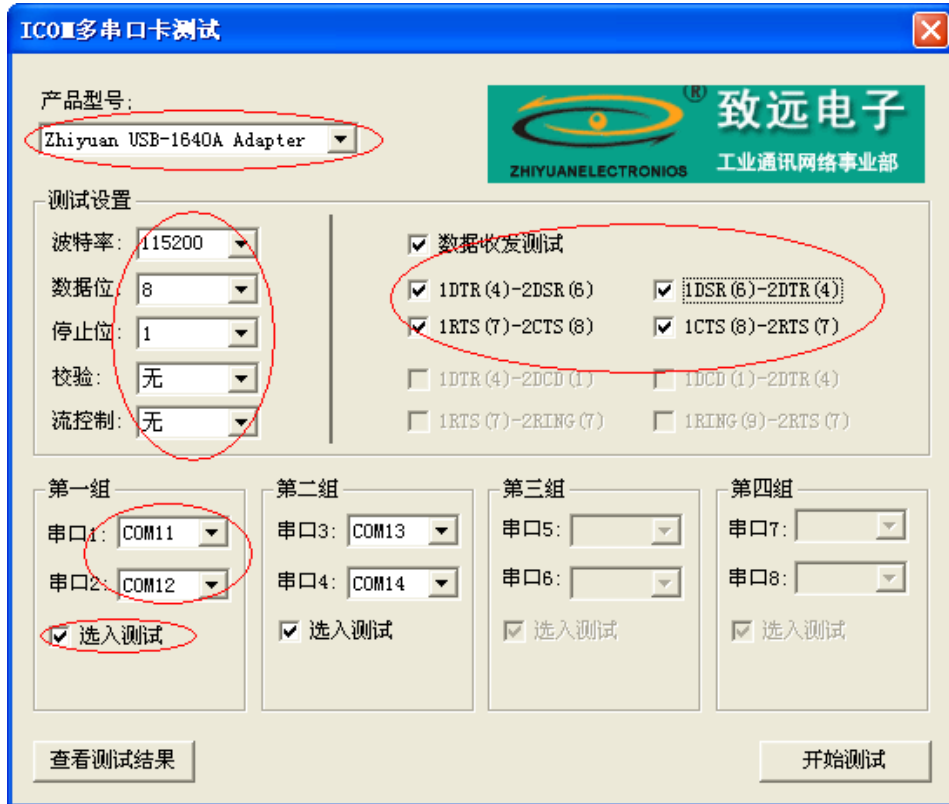 ICOM多串口卡测试
产品型号:
Zhiyuan USB-1640A Adapter
® 致远电子
ZHIYUANELECTRONIOS 工业通讯网络事业部
测试设置
波特率: 115200
数据位: 8
停止位: 1
校验: 无
流控制: 无
数据收发测试
1DTR(4)-2DSR(6) 1DSR(6)-2DTR(4)
1RTS(7)-2CTS(8) 1CTS(8)-2RTS(7)
1DTR(4)-2DCD(1) 1DCD(1)-2DTR(4)
1RTS(7)-2RING(7) 1RING(9)-2RTS(7)
第一组
串口1: COM11
串口2: COM12
选入测试
第二组
串口3: COM13
串口4: COM14
选入测试
第三组
串口5:
串口6:
选入测试
第四组
串口7:
串口8:
选入测试
查看测试结果 开始测试